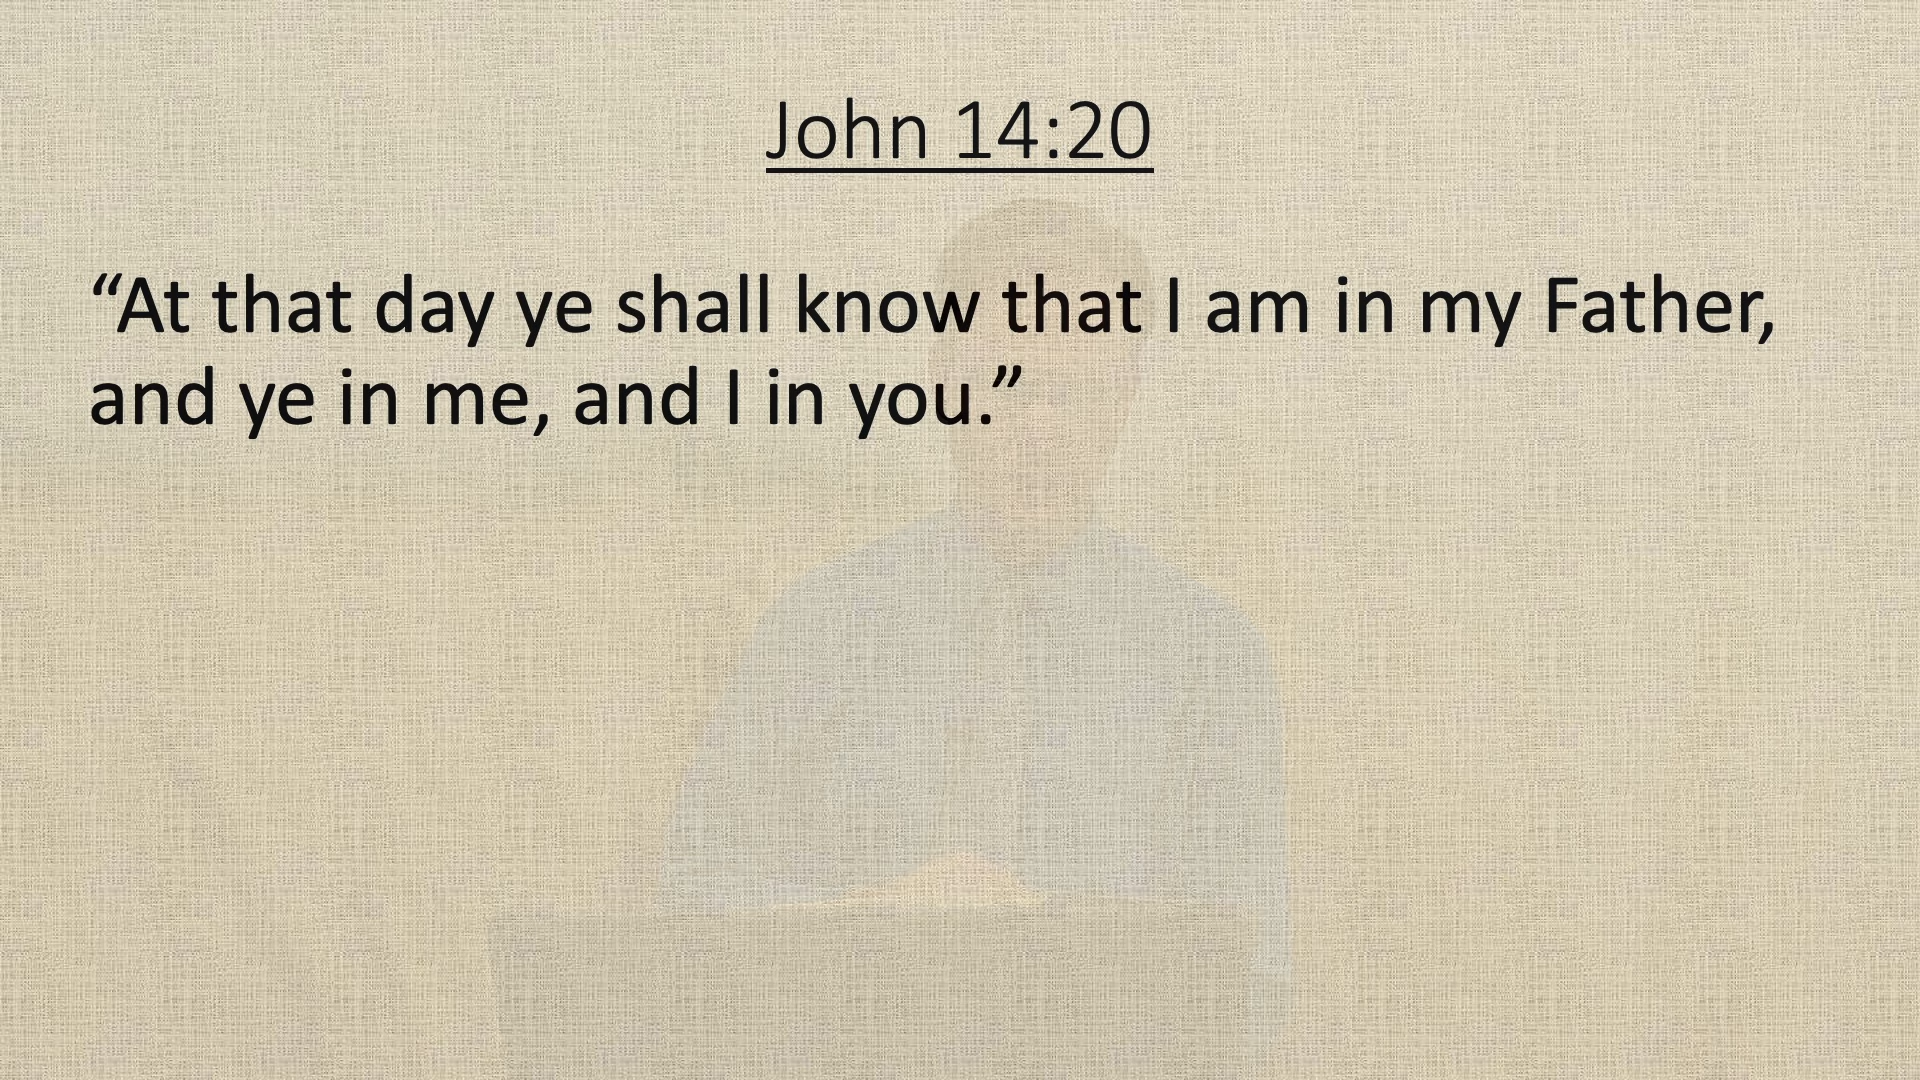 John 14:20
“At that day ye shall know that I am in my Father,
and ye in me, and I in you.”